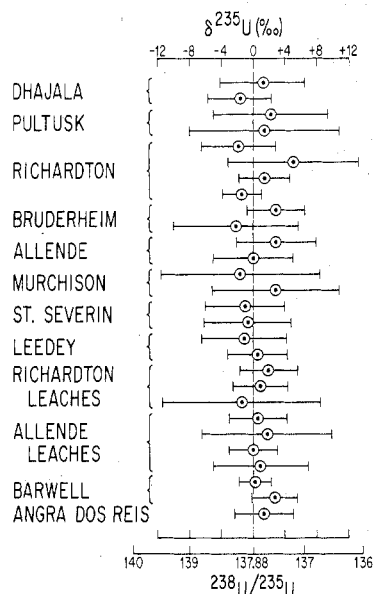 δ²³⁵U (‰)
-12 -8 -4 0 +4 +8 +12
DHAJALA
PULTUSK
RICHARDTON
BRUDERHEIM
ALLENDE
MURCHISON
ST. SEVERIN
LEEDEY
RICHARDTON
LEACHES
ALLENDE
LEACHES
BARWELL
ANGRA DOS REIS
140 139 137.88 137 136
²³⁸U/²³⁵U